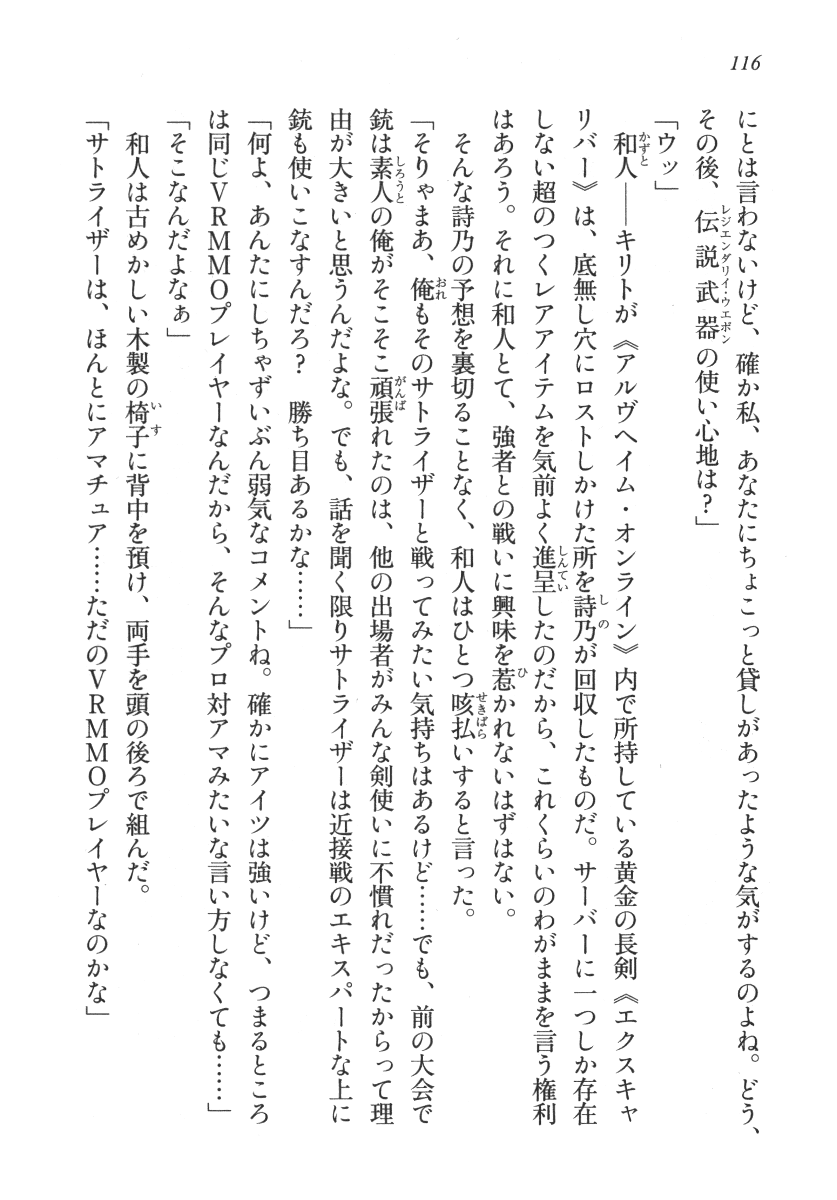 116
にとは言わないけど、確か私、あなたにちょこっと貸しがあったような気がするのよね。どう、
その後、伝説武器の使い心地は？」
「ウッ」
和人――キリトが《アルヴヘイム・オンライン》内で所持している黄金の長剣《エクスキャ
リバー》は、底無し穴にロストしかけた所を詩乃が回収したものだ。サーバーに一つしか存在
しない超のつくレアアイテムを気前よく進呈したのだから、これくらいのわがままを言う権利
はあろう。それに和人とて、強者との戦いに興味を惹かれないはずはない。
そんな詩乃の予想を裏切ることなく、和人はひとつ咳払いすると言った。
「そりゃまあ、俺もそのサトライザーと戦ってみたい気持ちはあるけど……でも、前の大会で
銃は素人の俺がそこそこ頑張れたのは、他の出場者がみんな剣使いに不慣れだったからって理
由が大きいと思うんだよな。でも、話を聞く限りサトライザーは近接戦のエキスパートな上に
銃も使いこなすんだろ？　勝ち目あるかな……」
「何よ、あんたにしちゃずいぶん弱気なコメントね。確かにアイツは強いけど、つまるところ
は同じＶＲＭＭＯプレイヤーなんだから、そんなプロ対アマみたいな言い方しなくても……」
「そこなんだよなぁ」
和人は古めかしい木製の椅子に背中を預け、両手を頭の後ろで組んだ。
「サトライザーは、ほんとにアマチュア……ただのＶＲＭＭＯプレイヤーなのかな」